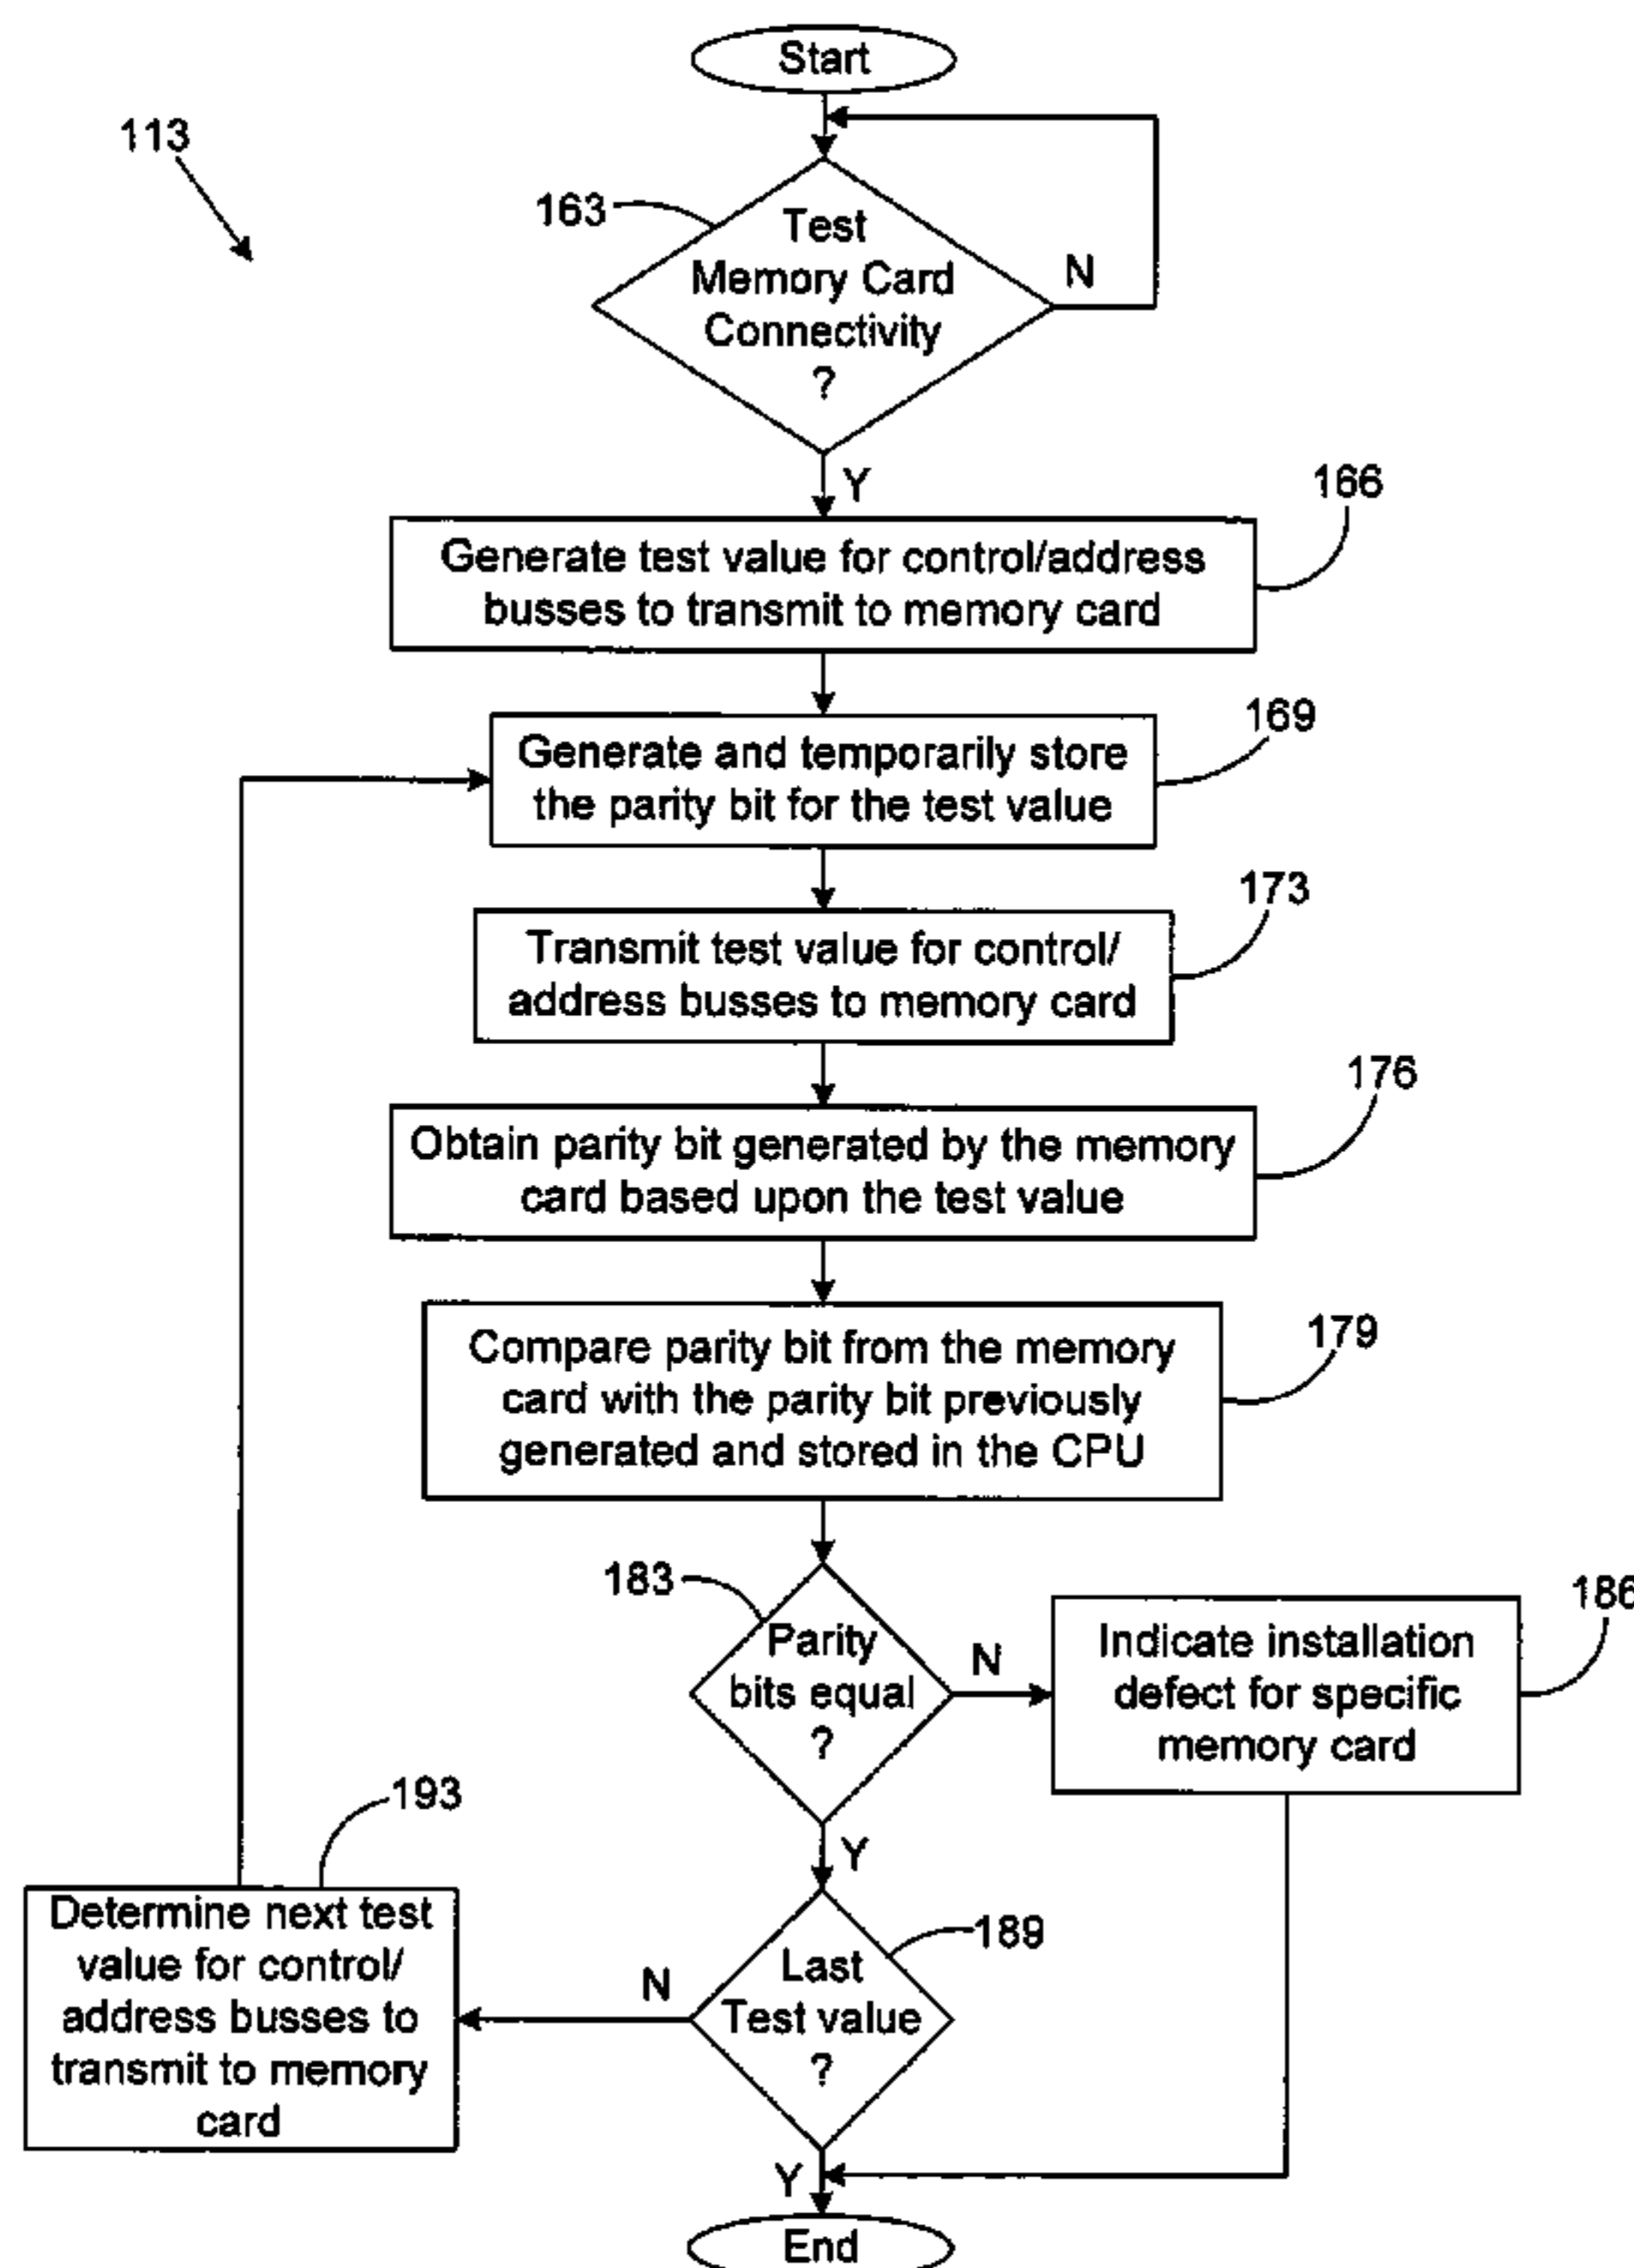 Start
113
163
Test
Memory Card
Connectivity
?
N
Y
166
Generate test value for control/address
busses to transmit to memory card
169
Generate and temporarily store
the parity bit for the test value
173
Transmit test value for control/
address busses to memory card
176
Obtain parity bit generated by the memory
card based upon the test value
179
Compare parity bit from the memory
card with the parity bit previously
generated and stored in the CPU
183
Parity
bits equal
?
N
186
Indicate installation
defect for specific
memory card
Y
193
Determine next test
value for control/
address busses to
transmit to memory
card
189
Last
Test value
?
N
Y
End